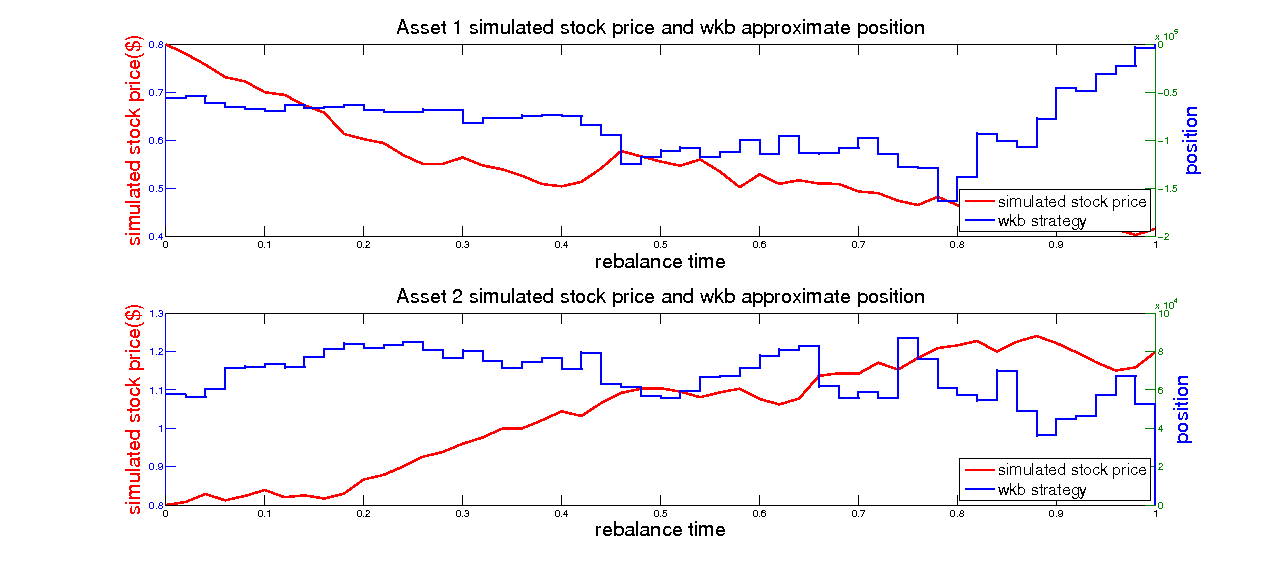 Asset 1 simulated stock price and wkb approximate position
x 10^5
simulated stock price($)
0.8
0.7
0.6
0.5
0.4
0
−0.5
−1
−1.5
−2
position
simulated stock price
wkb strategy
0 0.1 0.2 0.3 0.4 0.5 0.6 0.7 0.8 0.9 1
rebalance time
Asset 2 simulated stock price and wkb approximate position
x 10^4
simulated stock price($)
1.3
1.2
1.1
1
0.9
0.8
10
8
6
4
2
0
position
simulated stock price
wkb strategy
0 0.1 0.2 0.3 0.4 0.5 0.6 0.7 0.8 0.9 1
rebalance time